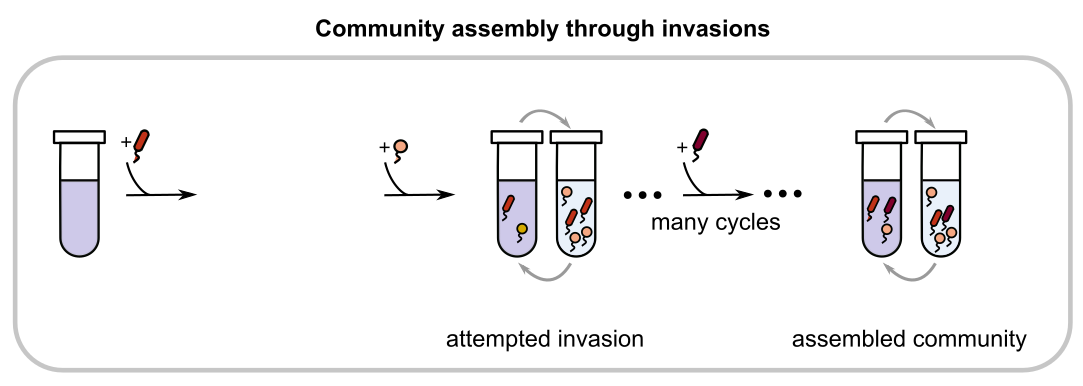 Community assembly through invasions
+
+
+
many cycles
attempted invasion
assembled community